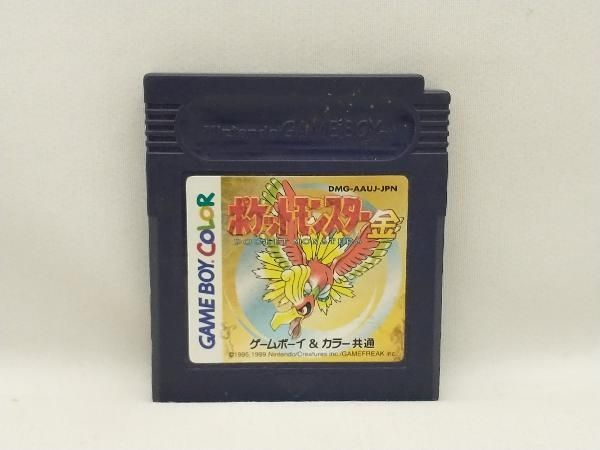 Nintendo GAME BOY
DMG-AAUJ-JPN
ポケットモンスター金
POCKET MONSTERS
GAME BOY COLOR
ゲームボーイ & カラー共通
©1995,1999 Nintendo/Creatures inc./GAMEFREAK inc.